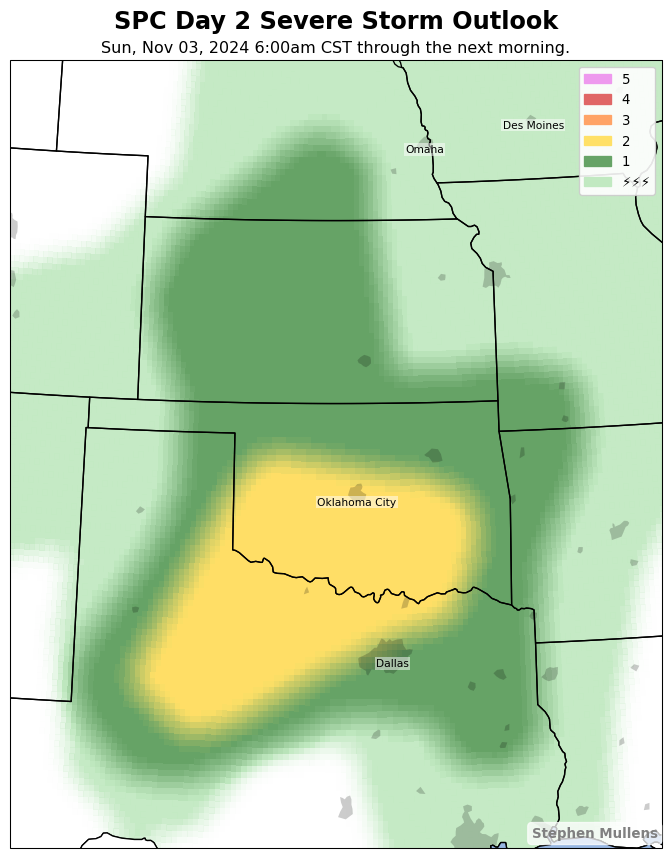 SPC Day 2 Severe Storm Outlook
Sun, Nov 03, 2024 6:00am CST through the next morning.
5
4
3
2
1
⚡⚡⚡
Des Moines
Omaha
Oklahoma City
Dallas
Stephen Mullens